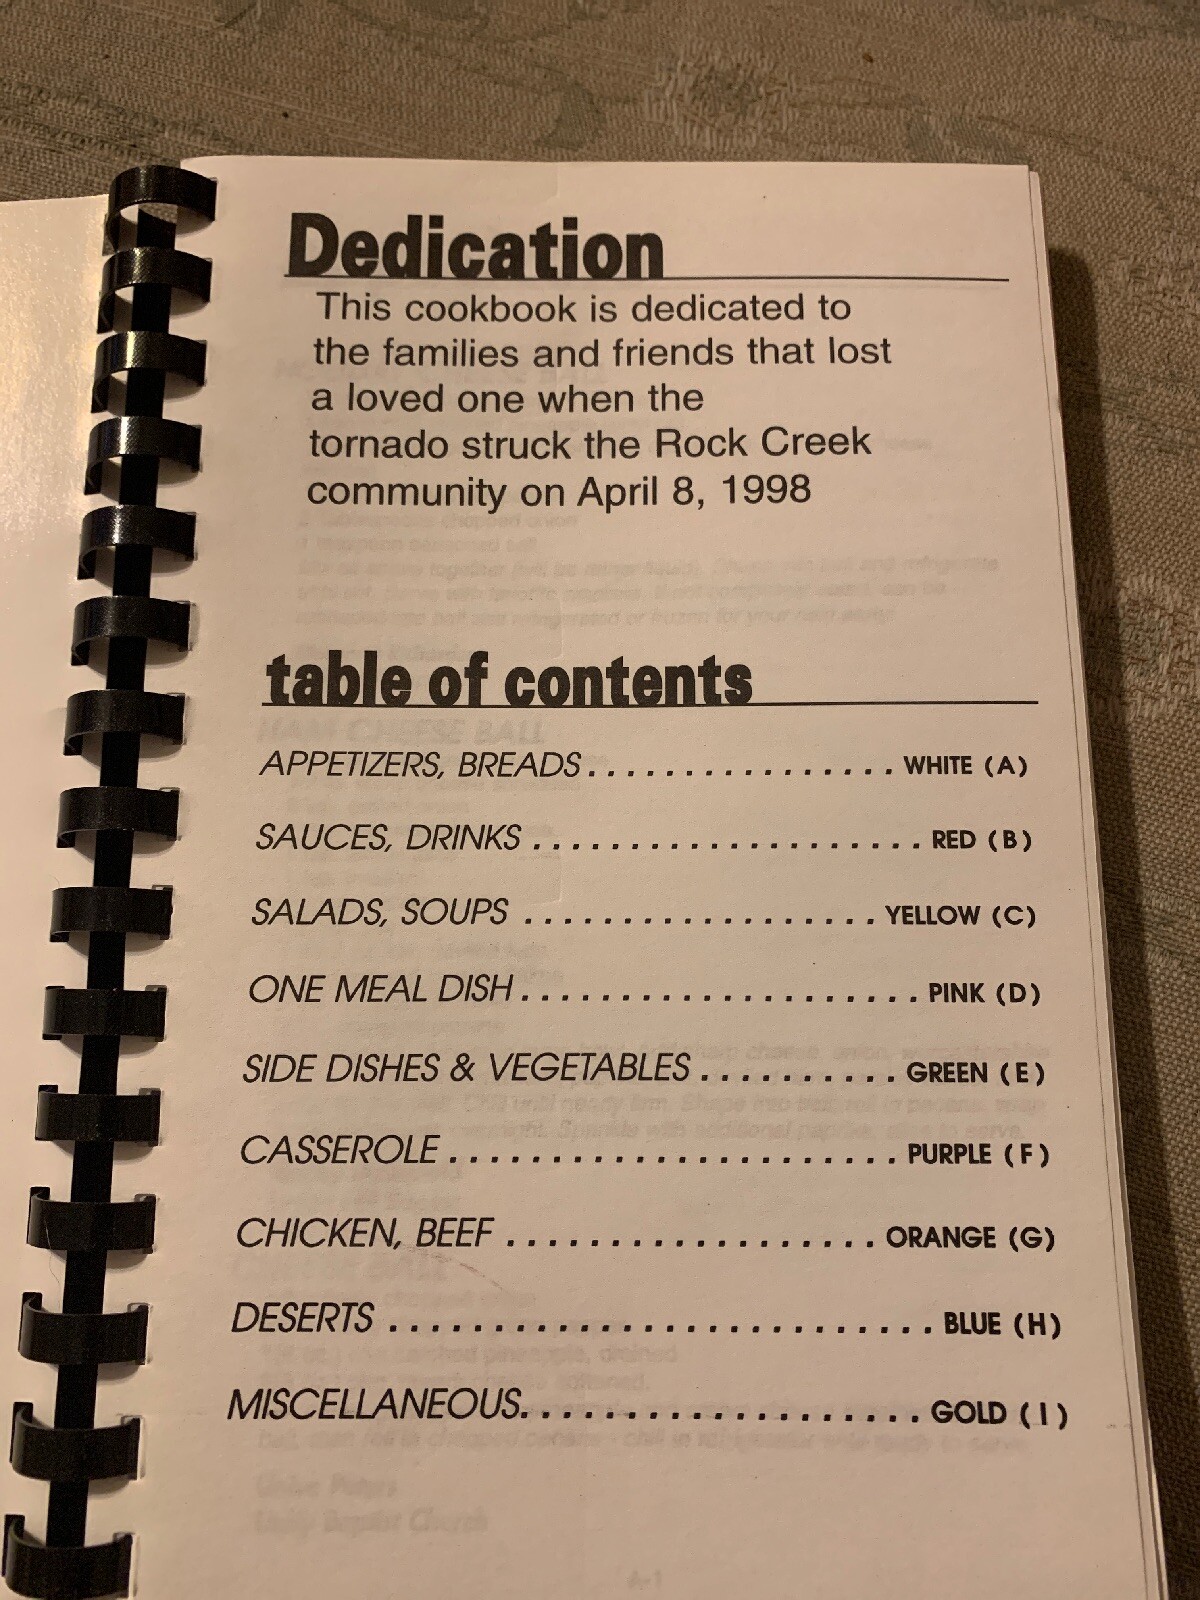 Dedication
This cookbook is dedicated to
the families and friends that lost
a loved one when the
tornado struck the Rock Creek
community on April 8, 1998
table of contents
APPETIZERS, BREADS................ WHITE (A)
SAUCES, DRINKS .................... RED (B)
SALADS, SOUPS .................. YELLOW (C)
ONE MEAL DISH.................... PINK (D)
SIDE DISHES & VEGETABLES .......... GREEN (E)
CASSEROLE ....................... PURPLE (F)
CHICKEN, BEEF ................... ORANGE (G)
DESERTS ........................... BLUE (H)
MISCELLANEOUS.................... GOLD (I)